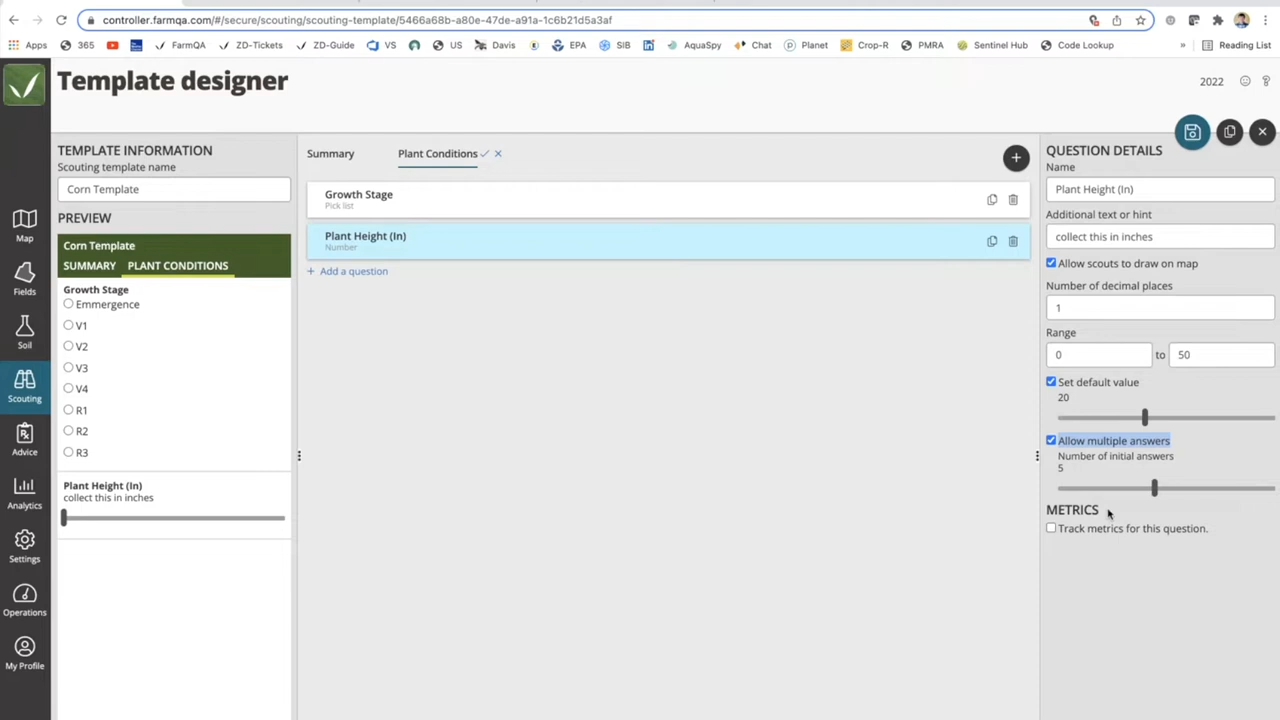 controller.farmqa.com/#/secure/scouting/scouting-template/5466a68b-a80e-47de-a91a-1c6b21d5a3af
Apps 365 FarmQA ZD-Tickets ZD-Guide VS US Davis EPA SIB AquaSpy Chat Planet Crop-R PMRA Sentinel Hub Code Lookup » Reading List
Template designer
2022
Map
Fields
Soil
Scouting
Advice
Analytics
Settings
Operations
My Profile
TEMPLATE INFORMATION
Scouting template name
Corn Template
PREVIEW
Corn Template
SUMMARY PLANT CONDITIONS
Growth Stage
Emmergence
V1
V2
V3
V4
R1
R2
R3
Plant Height (In)
collect this in inches
Summary Plant Conditions
Growth Stage
Pick list
Plant Height (In)
Number
+ Add a question
QUESTION DETAILS
Name
Plant Height (In)
Additional text or hint
collect this in inches
Allow scouts to draw on map
Number of decimal places
1
Range
0 to 50
Set default value
20
Allow multiple answers
Number of initial answers
5
METRICS
Track metrics for this question.